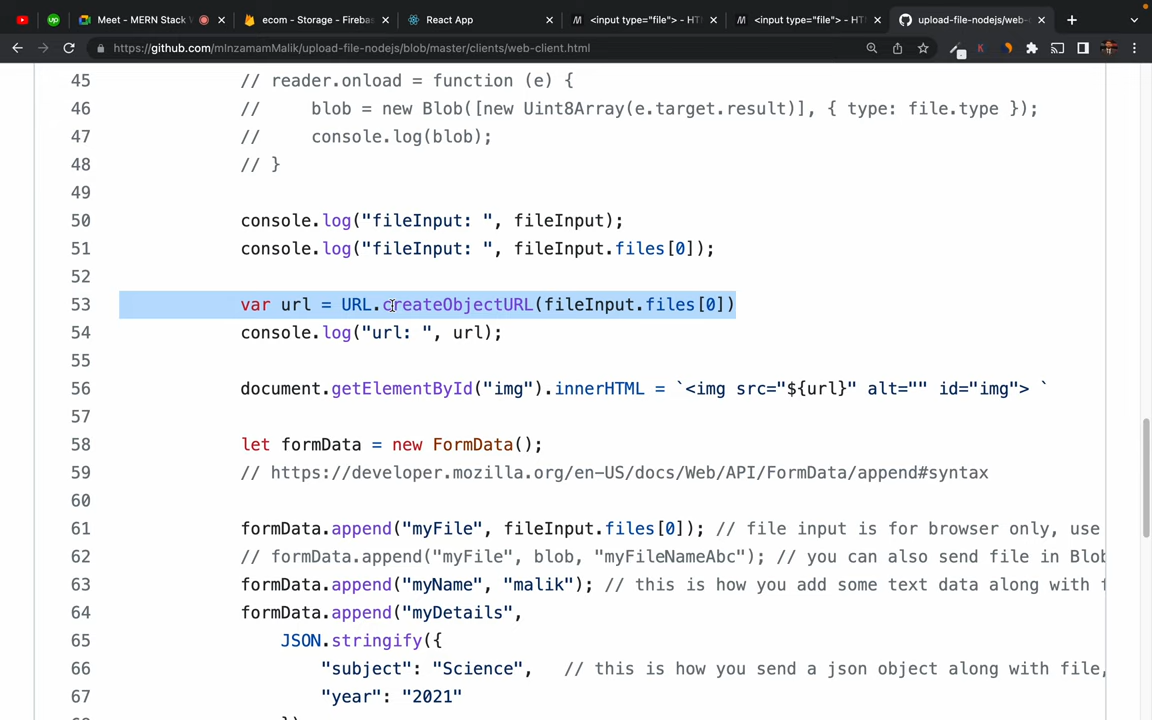 Meet - MERN Stack W
ecom - Storage - Firebas
React App
<input type="file"> - HT
<input type="file"> - HT
upload-file-nodejs/web-c
https://github.com/mInzamamMalik/upload-file-nodejs/blob/master/clients/web-client.html
45 // reader.onload = function (e) {
46 //     blob = new Blob([new Uint8Array(e.target.result)], { type: file.type });
47 //     console.log(blob);
48 // }
49
50 console.log("fileInput: ", fileInput);
51 console.log("fileInput: ", fileInput.files[0]);
52
53 var url = URL.createObjectURL(fileInput.files[0])
54 console.log("url: ", url);
55
56 document.getElementById("img").innerHTML = `<img src="${url}" alt="" id="img"> `
57
58 let formData = new FormData();
59 // https://developer.mozilla.org/en-US/docs/Web/API/FormData/append#syntax
60
61 formData.append("myFile", fileInput.files[0]); // file input is for browser only, use
62 // formData.append("myFile", blob, "myFileNameAbc"); // you can also send file in Blob
63 formData.append("myName", "malik"); // this is how you add some text data along with f
64 formData.append("myDetails",
65     JSON.stringify({
66         "subject": "Science",   // this is how you send a json object along with file,
67         "year": "2021"